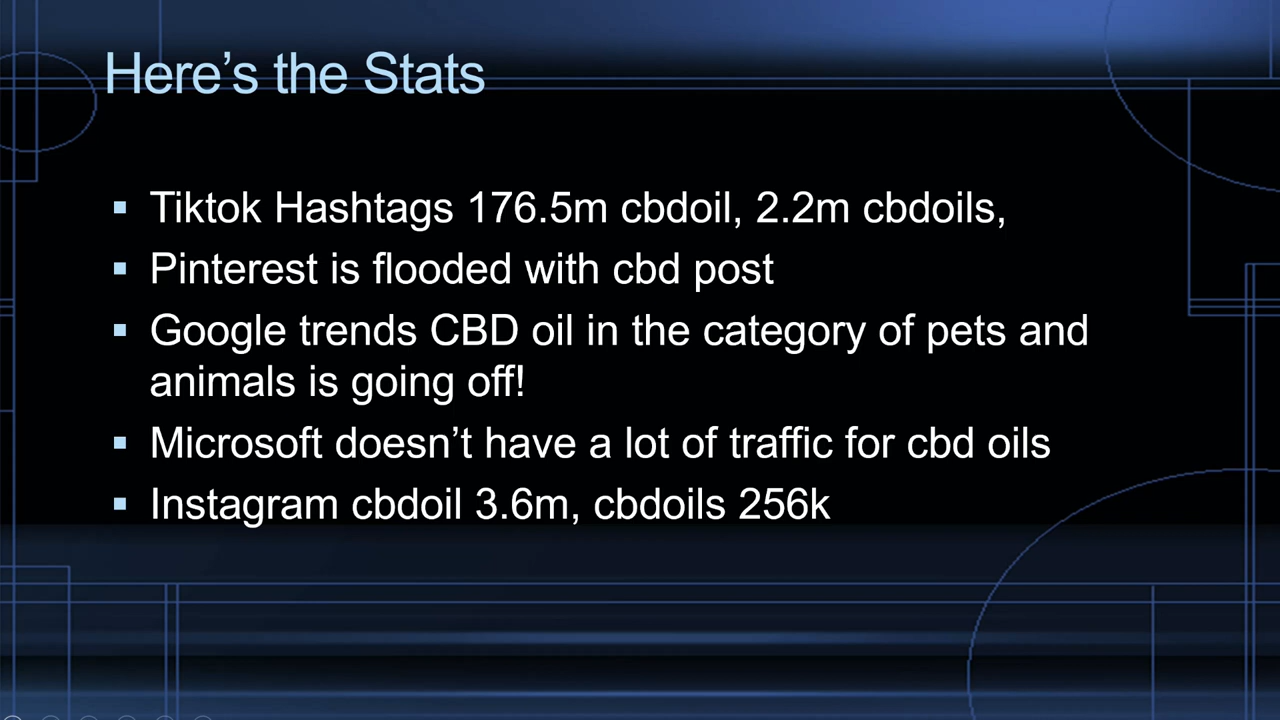 Here’s the Stats
Tiktok Hashtags 176.5m cbdoil, 2.2m cbdoils,
Pinterest is flooded with cbd post
Google trends CBD oil in the category of pets and
animals is going off!
Microsoft doesn’t have a lot of traffic for cbd oils
Instagram cbdoil 3.6m, cbdoils 256k